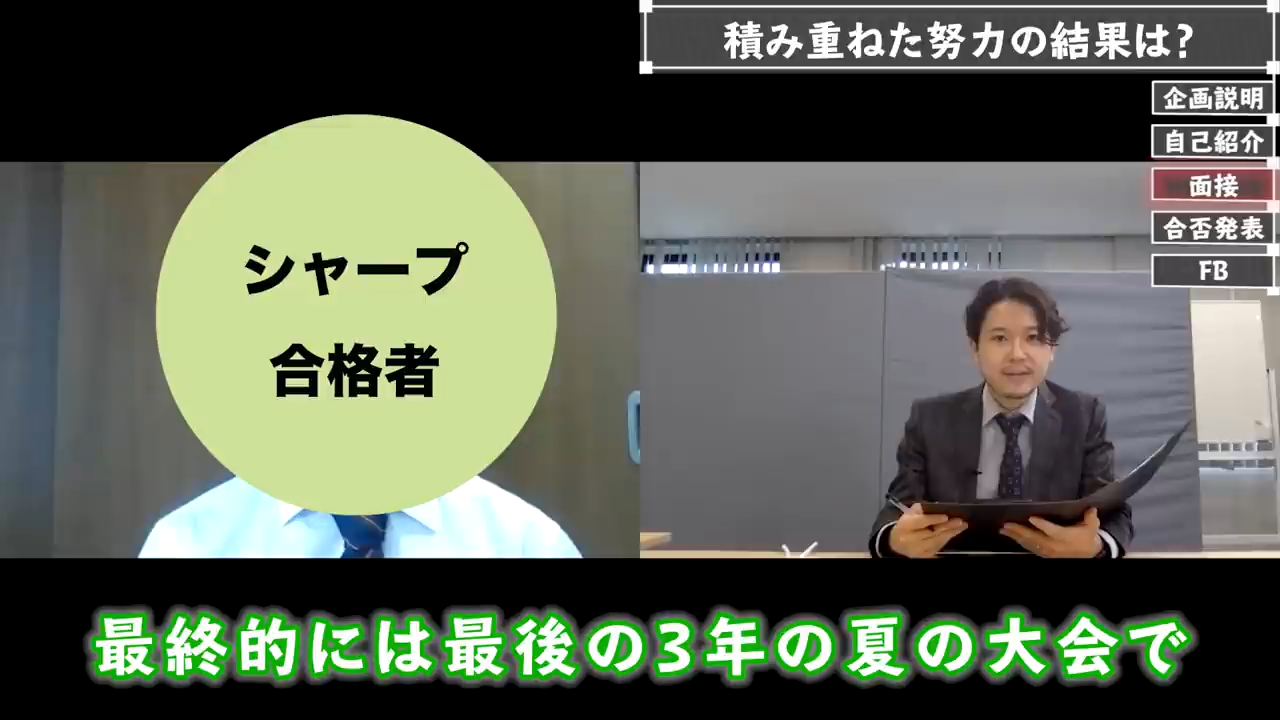 積み重ねた努力の結果は?
企画説明
自己紹介
面接
合否発表
FB
シャープ
合格者
最終的には最後の3年の夏の大会で